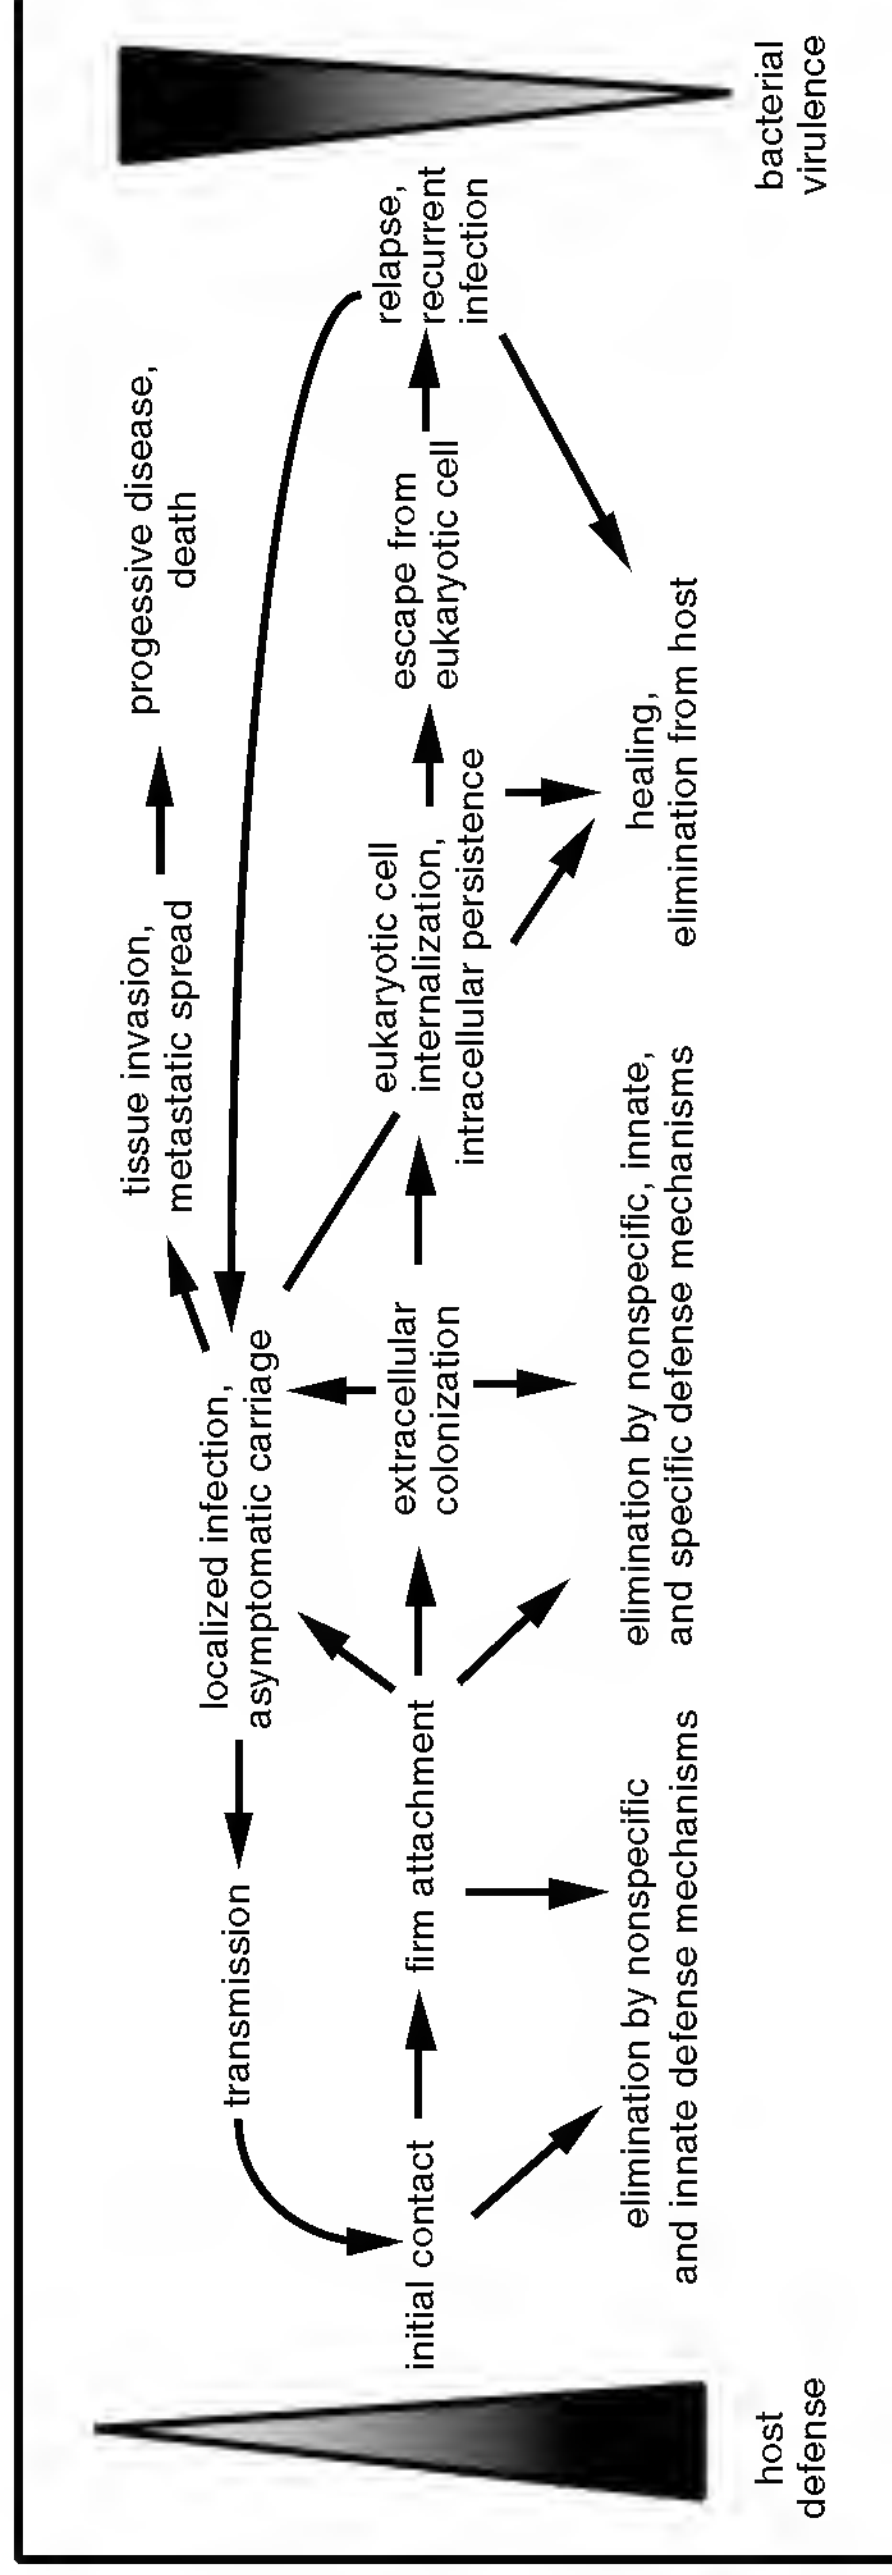 tissue invasion,
metastatic spread
progessive disease,
death
localized infection,
asymptomatic carriage
transmission
initial contact
firm attachment
extracellular
colonization
eukaryotic cell
internalization,
intracellular persistence
escape from
eukaryotic cell
relapse,
recurrent
infection
elimination by nonspecific
and innate defense mechanisms
elimination by nonspecific, innate,
and specific defense mechanisms
healing,
elimination from host
host
defense
bacterial
virulence